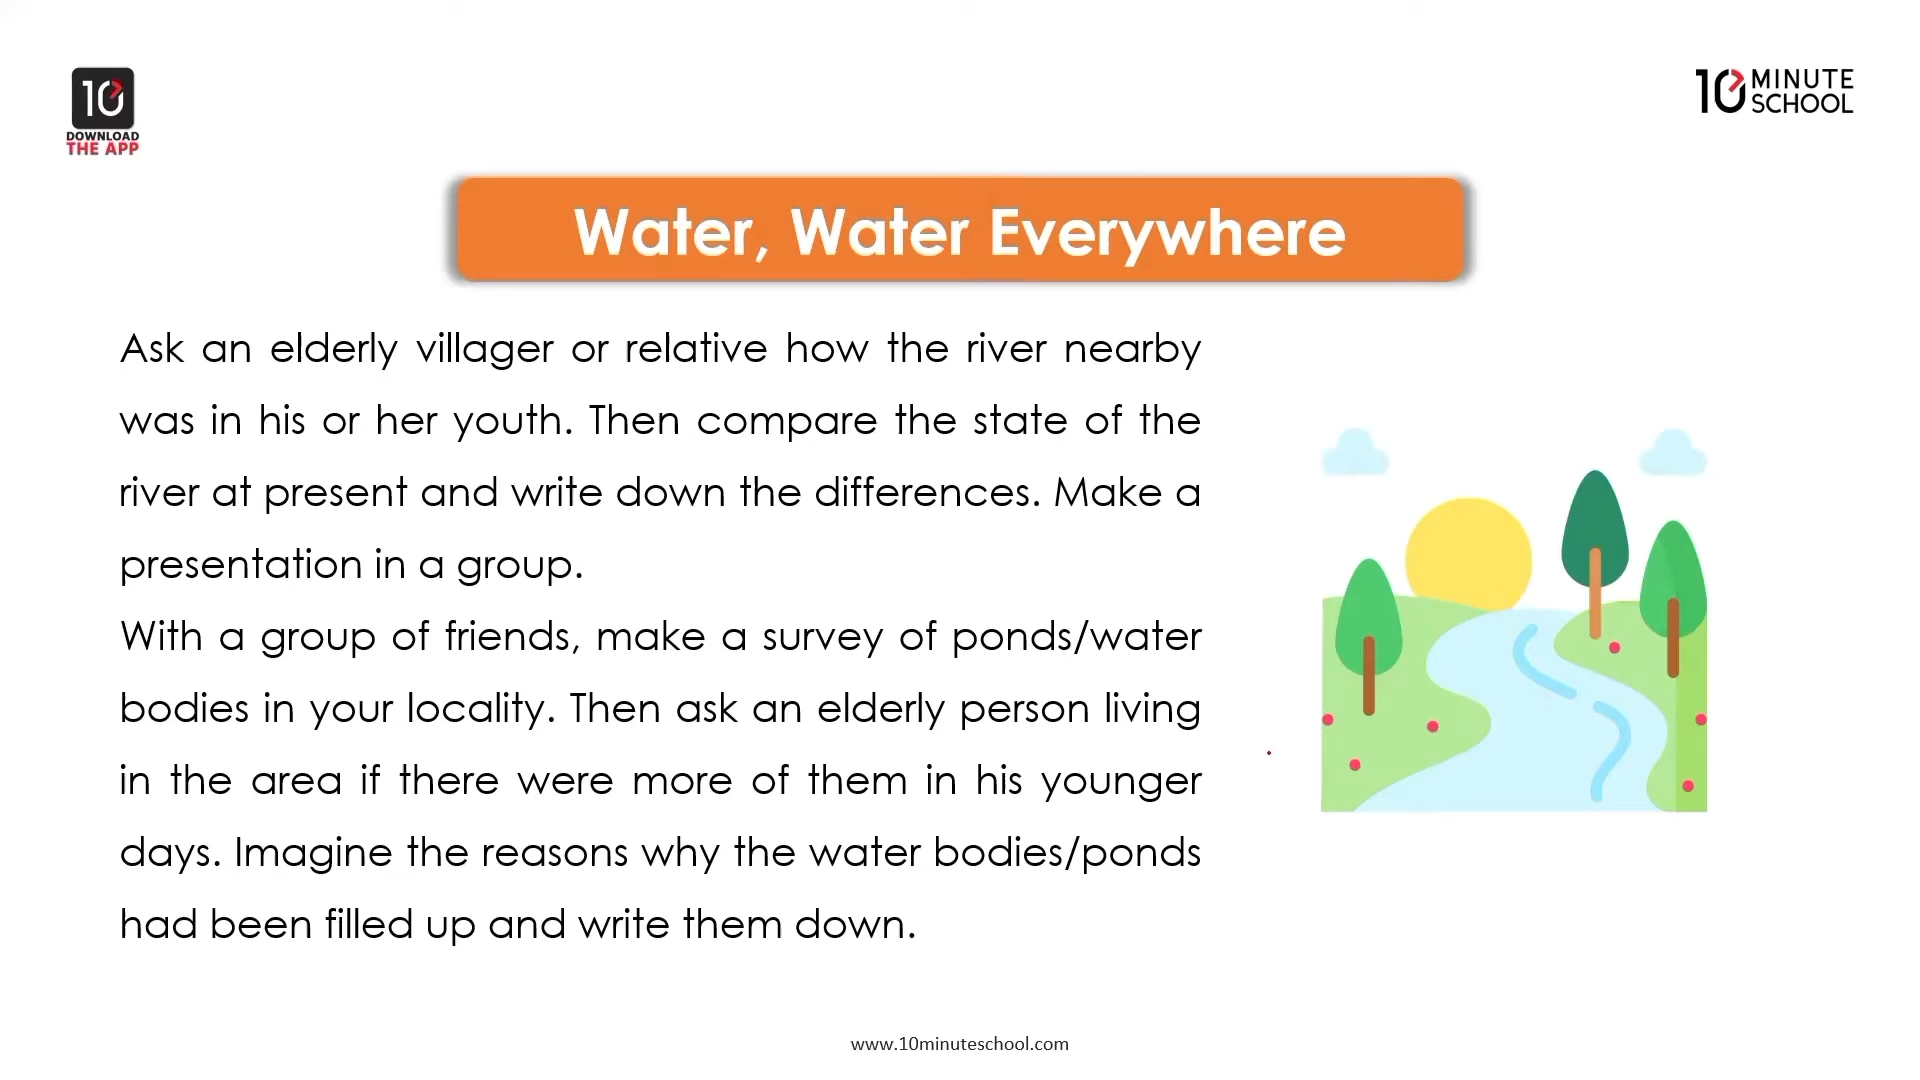 10
DOWNLOAD
THE APP
10 MINUTE
SCHOOL
Water, Water Everywhere
Ask an elderly villager or relative how the river nearby
was in his or her youth. Then compare the state of the
river at present and write down the differences. Make a
presentation in a group.
With a group of friends, make a survey of ponds/water
bodies in your locality. Then ask an elderly person living
in the area if there were more of them in his younger
days. Imagine the reasons why the water bodies/ponds
had been filled up and write them down.
www.10minuteschool.com